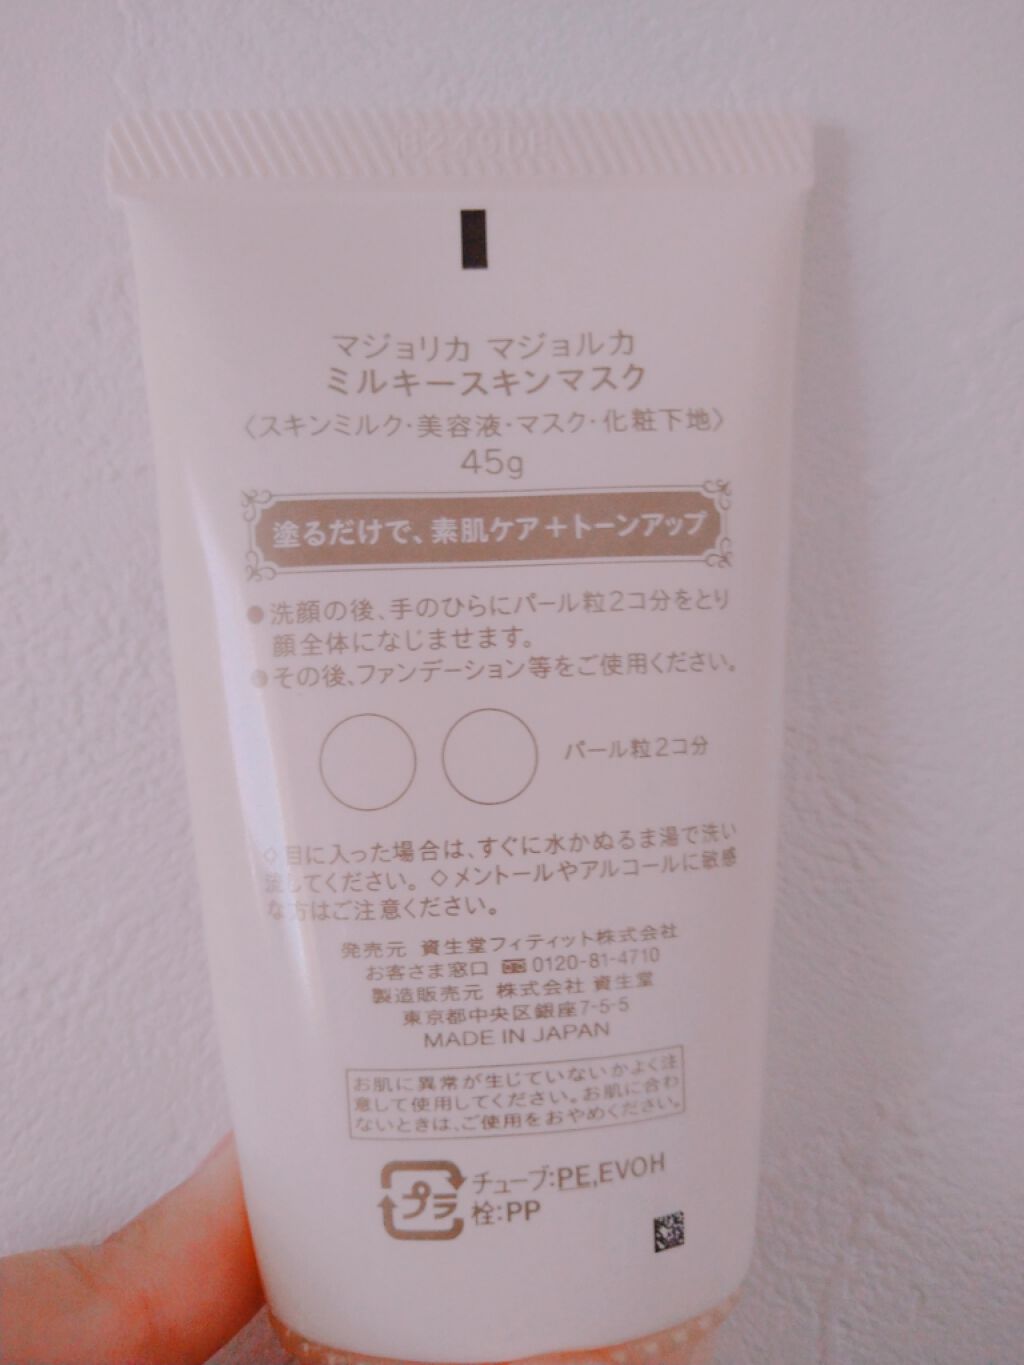 マジョリカ マジョルカ
ミルキースキンマスク
〈スキンミルク・美容液・マスク・化粧下地〉
45g
塗るだけで、素肌ケア＋トーンアップ
●洗顔の後、手のひらにパール粒2コ分をとり
顔全体になじませます。
●その後、ファンデーション等をご使用ください。
パール粒2コ分
◇目に入った場合は、すぐに水かぬるま湯で洗い
流してください。◇メントールやアルコールに敏感
な方はご注意ください。
発売元 資生堂フィティット株式会社
お客さま窓口 0120-81-4710
製造販売元 株式会社 資生堂
東京都中央区銀座7-5-5
MADE IN JAPAN
お肌に異常が生じていないかよく注
意して使用してください。お肌に合わ
ないときは、ご使用をおやめください。
プラ
チューブ:PE,EVOH
栓:PP